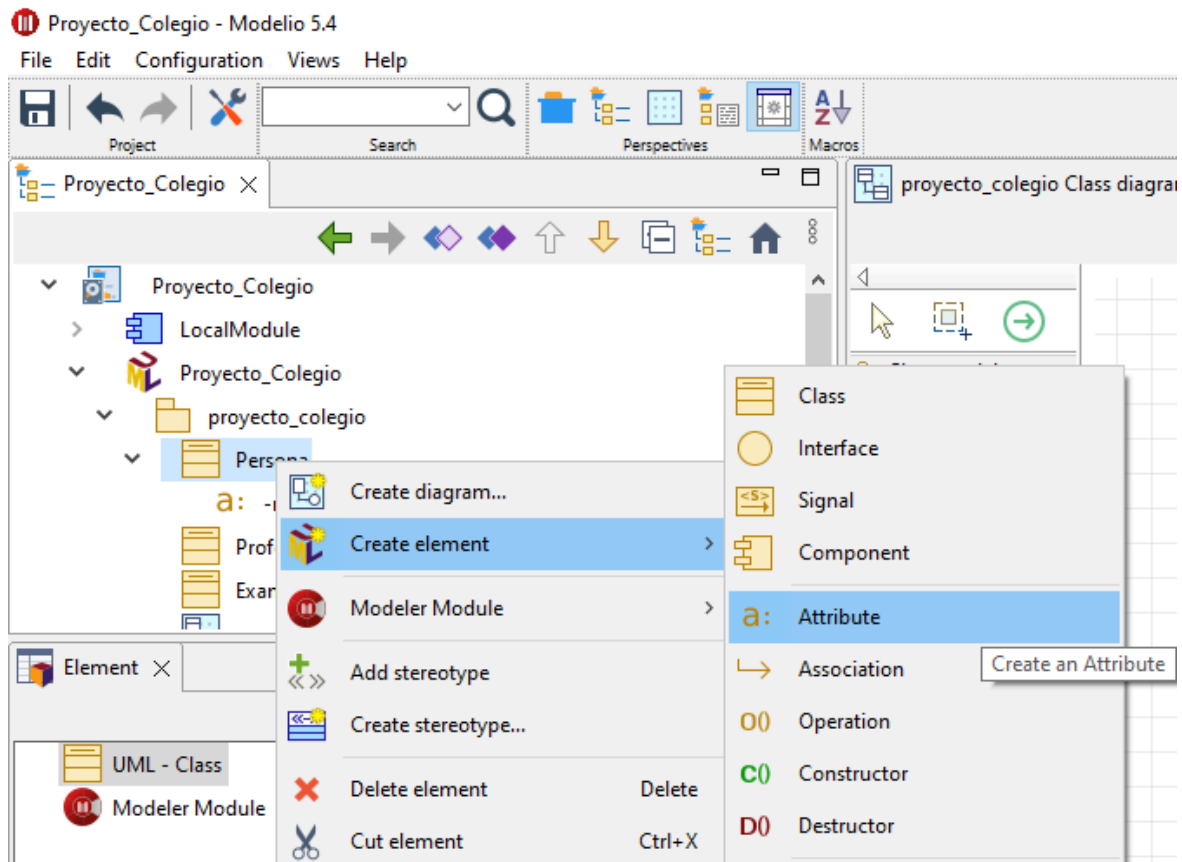 Proyecto_Colegio - Modelio 5.4
File Edit Configuration Views Help
Project Search Perspectives Macros
Proyecto_Colegio
proyecto_colegio Class
Proyecto_Colegio
LocalModule
Proyecto_Colegio
proyecto_colegio
Persona
a:
Create diagram...
Create element
Modeler Module
Add stereotype
Create stereotype...
Delete element Delete
Cut element Ctrl+X
Class
Interface
<S> Signal
Component
a: Attribute
Create an Attribute
Association
O() Operation
C() Constructor
D() Destructor
Element
UML - Class
Modeler Module